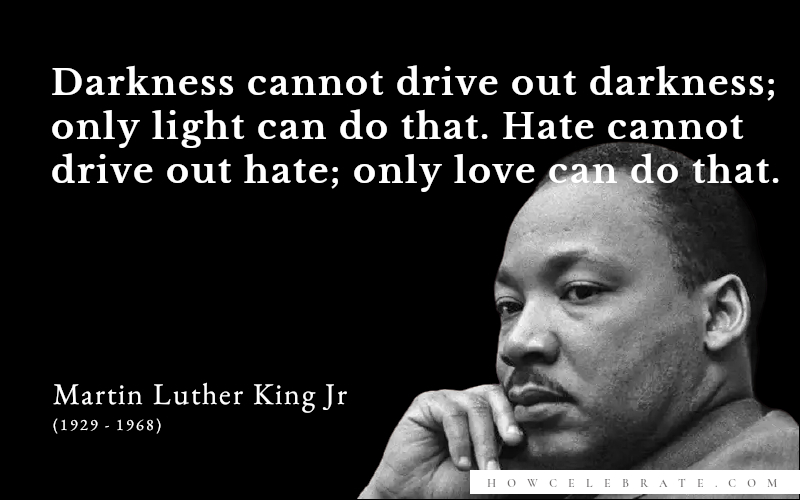 Darkness cannot drive out darkness;
only light can do that. Hate cannot
drive out hate; only love can do that.
Martin Luther King Jr
(1929 - 1968)
HOWCELEBRATE.COM